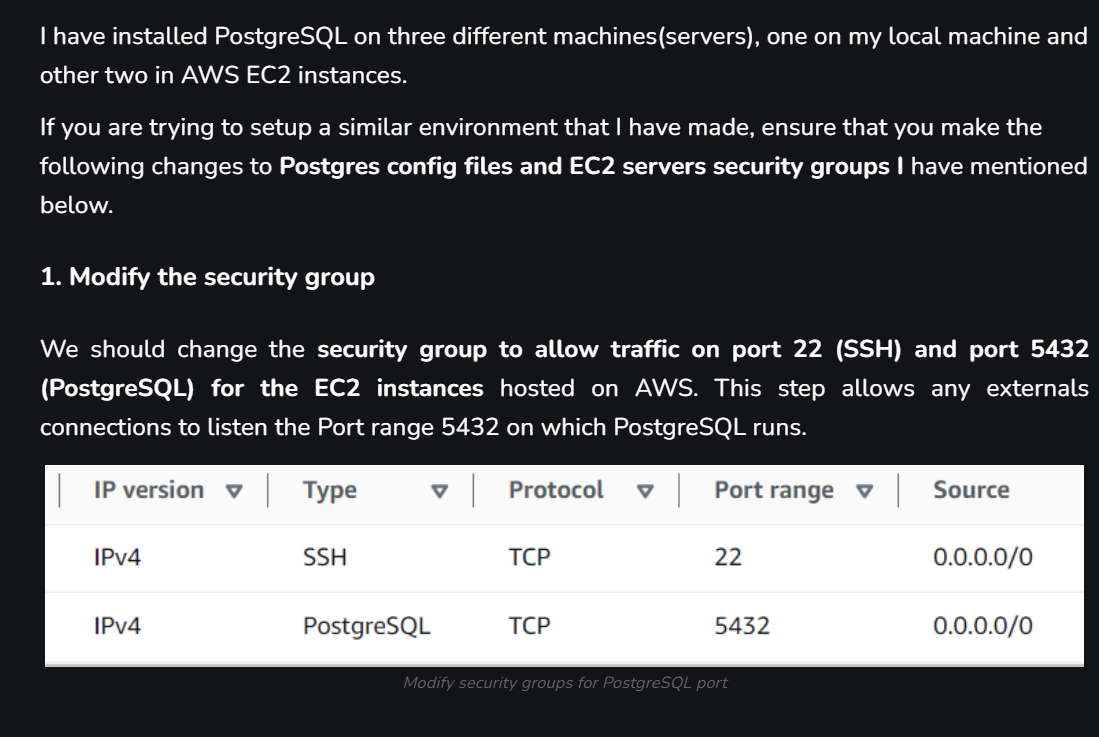 I have installed PostgreSQL on three different machines(servers), one on my local machine and
other two in AWS EC2 instances.
If you are trying to setup a similar environment that I have made, ensure that you make the
following changes to Postgres config files and EC2 servers security groups I have mentioned
below.
1. Modify the security group
We should change the security group to allow traffic on port 22 (SSH) and port 5432
(PostgreSQL) for the EC2 instances hosted on AWS. This step allows any externals
connections to listen the Port range 5432 on which PostgreSQL runs.
IP version Type Protocol Port range Source
IPv4 SSH TCP 22 0.0.0.0/0
IPv4 PostgreSQL TCP 5432 0.0.0.0/0
Modify security groups for PostgreSQL port